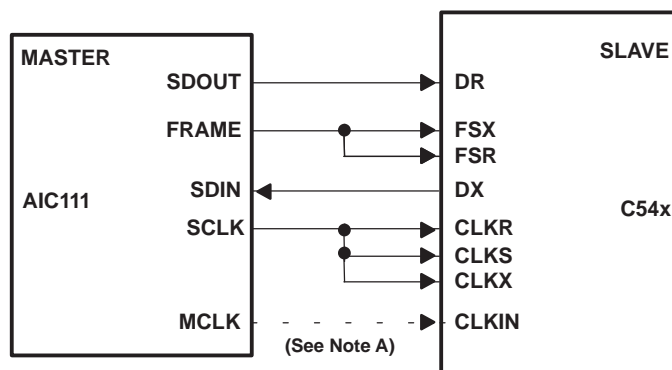 MASTER
SLAVE
SDOUT DR
FRAME FSX
FSR
SDIN DX
AIC111
C54x
SCLK CLKR
CLKS
CLKX
MCLK CLKIN
(See Note A)